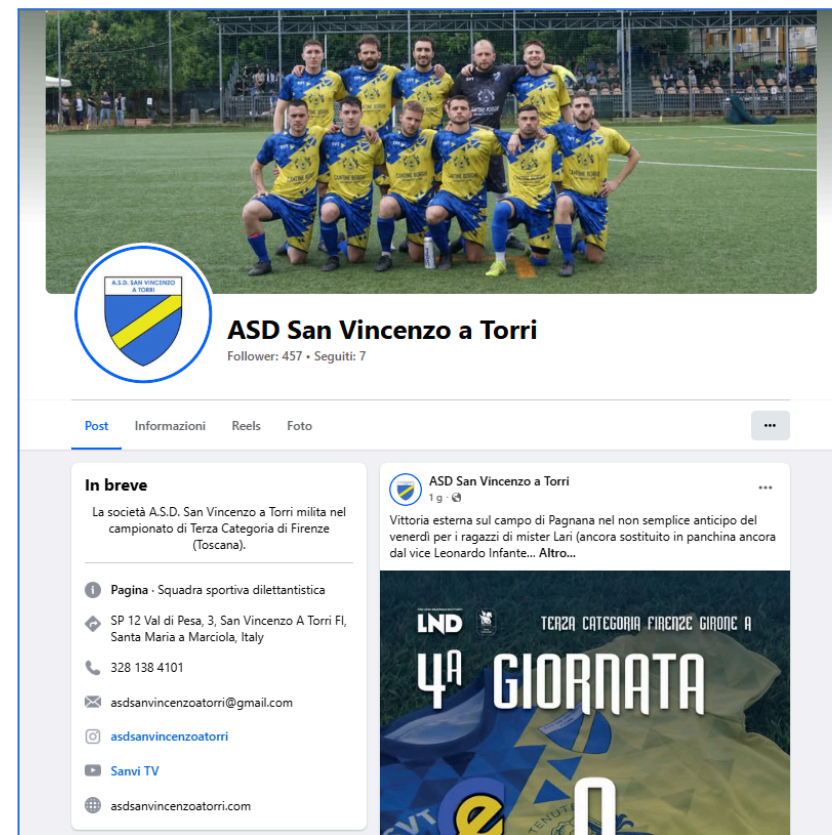 A.S.D. SAN VINCENZO
A TORRI
ASD San Vincenzo a Torri
Follower: 457 • Seguiti: 7
Post Informazioni Reels Foto
In breve
La società A.S.D. San Vincenzo a Torri milita nel
campionato di Terza Categoria di Firenze
(Toscana).
Pagina · Squadra sportiva dilettantistica
SP 12 Val di Pesa, 3, San Vincenzo A Torri FI,
Santa Maria a Marciola, Italy
328 138 4101
asdsanvincenzoatorri@gmail.com
asdsanvincenzoatorri
Sanvi TV
asdsanvincenzoatorri.com
ASD San Vincenzo a Torri
1 g ·
Vittoria esterna sul campo di Pagnana nel non semplice anticipo del
venerdì per i ragazzi di mister Lari (ancora sostituito in panchina ancora
dal vice Leonardo Infante... Altro...
LND
TERZA CATEGORIA FIRENZE GIRONE A
4ª GIORNATA
SVT
TENUTA